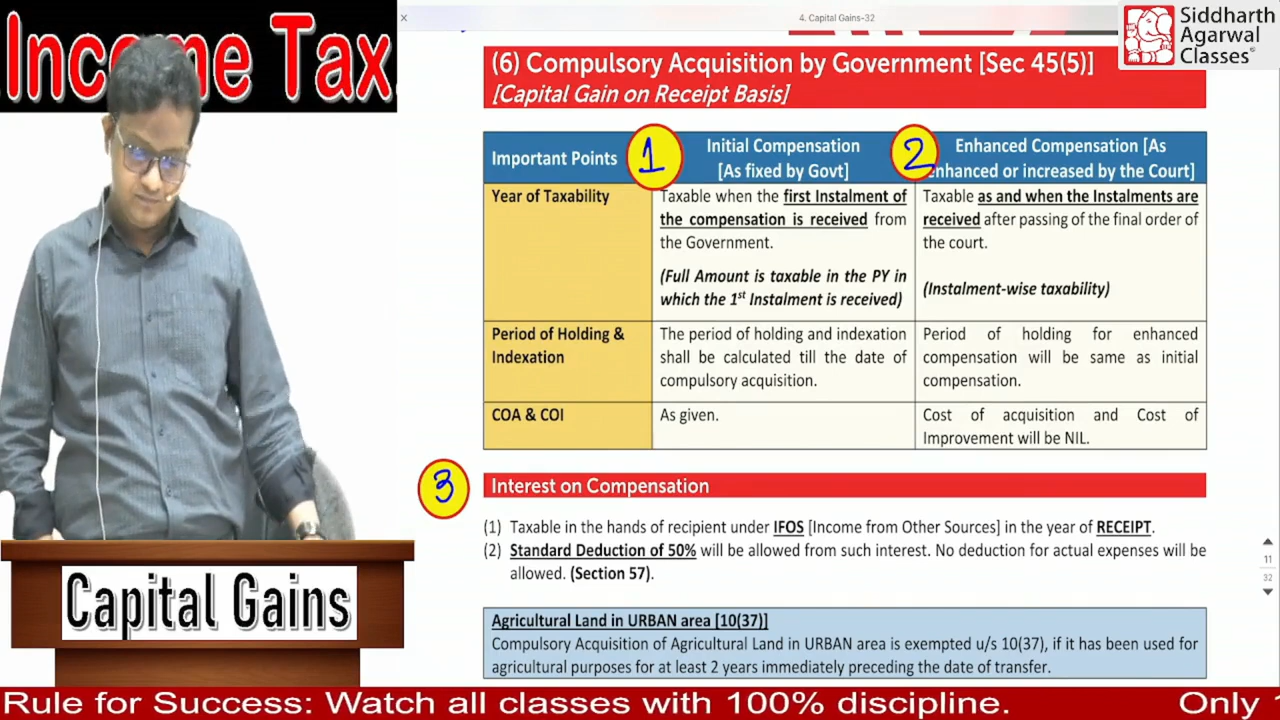 Income Tax
4. Capital Gains-32
Siddharth
Agarwal
Classes®
(6) Compulsory Acquisition by Government [Sec 45(5)]
[Capital Gain on Receipt Basis]
Important Points
1
Initial Compensation
[As fixed by Govt]
2
Enhanced Compensation [As
enhanced or increased by the Court]
Year of Taxability
Taxable when the first Instalment of
the compensation is received from
the Government.
(Full Amount is taxable in the PY in
which the 1st Instalment is received)
Taxable as and when the Instalments are
received after passing of the final order of
the court.
(Instalment-wise taxability)
Period of Holding &
Indexation
The period of holding and indexation
shall be calculated till the date of
compulsory acquisition.
Period of holding for enhanced
compensation will be same as initial
compensation.
COA & COI
As given.
Cost of acquisition and Cost of
Improvement will be NIL.
3
Interest on Compensation
(1) Taxable in the hands of recipient under IFOS [Income from Other Sources] in the year of RECEIPT.
(2) Standard Deduction of 50% will be allowed from such interest. No deduction for actual expenses will be
allowed. (Section 57).
11
32
Agricultural Land in URBAN area [10(37)]
Compulsory Acquisition of Agricultural Land in URBAN area is exempted u/s 10(37), if it has been used for
agricultural purposes for at least 2 years immediately preceding the date of transfer.
Capital Gains
Rule for Success: Watch all classes with 100% discipline.
Only